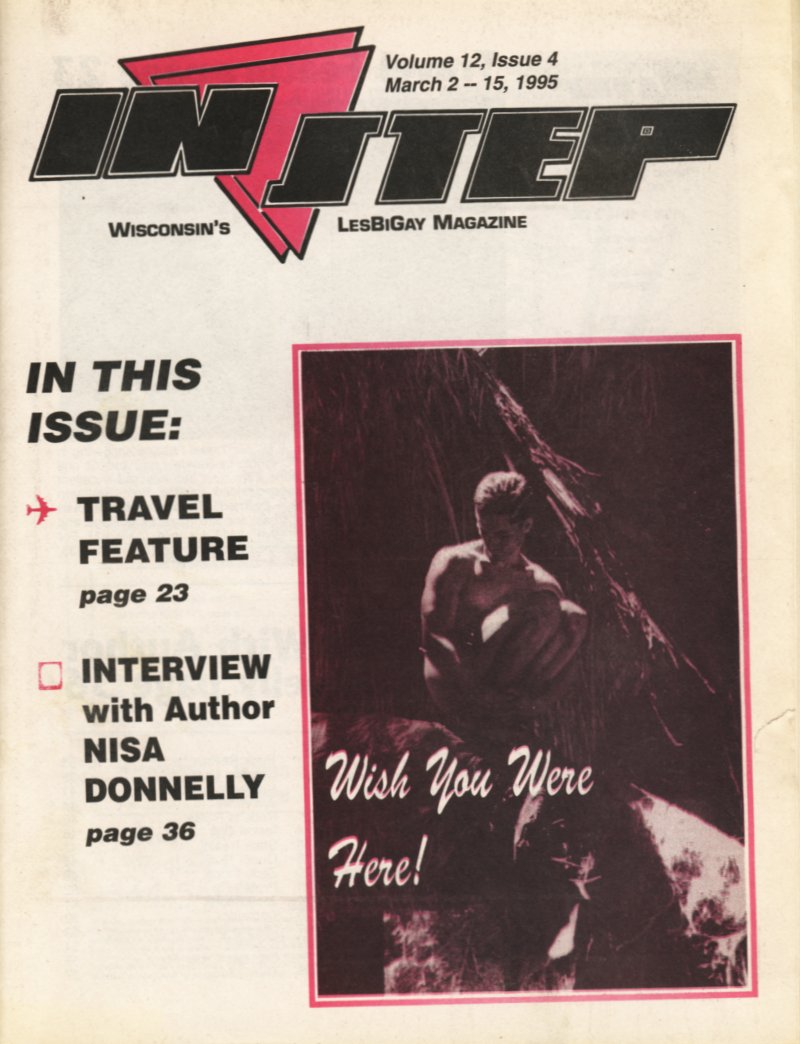 Volume 12, Issue 4
March 2 -- 15, 1995
IN STEP
WISCONSIN'S LESBIGAY MAGAZINE
IN THIS
ISSUE:
TRAVEL
FEATURE
page 23
INTERVIEW
with Author
NISA
DONNELLY
page 36
Wish You Were
Here!